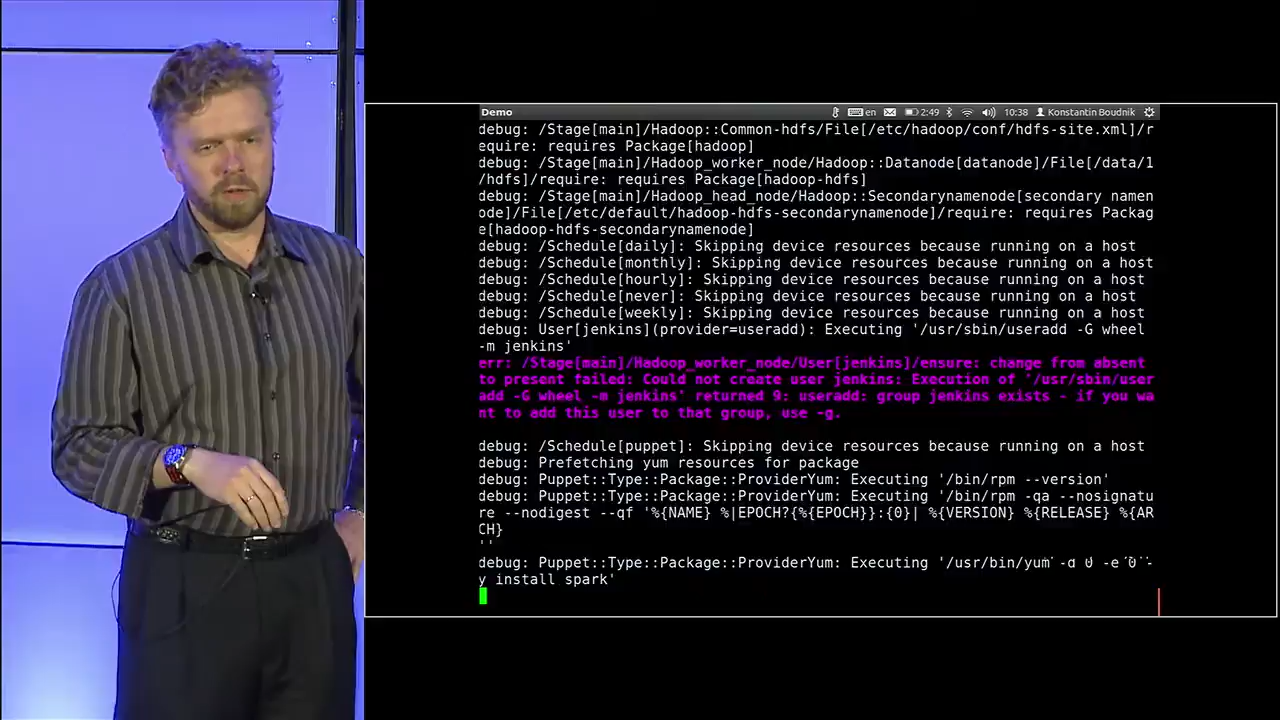 Demo en 2:49 10:38 Konstantin Boudnik
debug: /Stage[main]/Hadoop::Common-hdfs/File[/etc/hadoop/conf/hdfs-site.xml]/r
equire: requires Package[hadoop]
debug: /Stage[main]/Hadoop_worker_node/Hadoop::Datanode[datanode]/File[/data/1
/hdfs]/require: requires Package[hadoop-hdfs]
debug: /Stage[main]/Hadoop_head_node/Hadoop::Secondarynamenode[secondary namen
ode]/File[/etc/default/hadoop-hdfs-secondarynamenode]/require: requires Packag
e[hadoop-hdfs-secondarynamenode]
debug: /Schedule[daily]: Skipping device resources because running on a host
debug: /Schedule[monthly]: Skipping device resources because running on a host
debug: /Schedule[hourly]: Skipping device resources because running on a host
debug: /Schedule[never]: Skipping device resources because running on a host
debug: /Schedule[weekly]: Skipping device resources because running on a host
debug: User[jenkins](provider=useradd): Executing '/usr/sbin/useradd -G wheel
-m jenkins'
err: /Stage[main]/Hadoop_worker_node/User[jenkins]/ensure: change from absent
to present failed: Could not create user jenkins: Execution of '/usr/sbin/user
add -G wheel -m jenkins' returned 9: useradd: group jenkins exists - if you wa
nt to add this user to that group, use -g.
debug: /Schedule[puppet]: Skipping device resources because running on a host
debug: Prefetching yum resources for package
debug: Puppet::Type::Package::ProviderYum: Executing '/bin/rpm --version'
debug: Puppet::Type::Package::ProviderYum: Executing '/bin/rpm -qa --nosignatu
re --nodigest --qf '%{NAME} %|EPOCH?{%{EPOCH}}:{0}| %{VERSION} %{RELEASE} %{AR
CH}
''
debug: Puppet::Type::Package::ProviderYum: Executing '/usr/bin/yum -d 0 -e 0 -
y install spark'